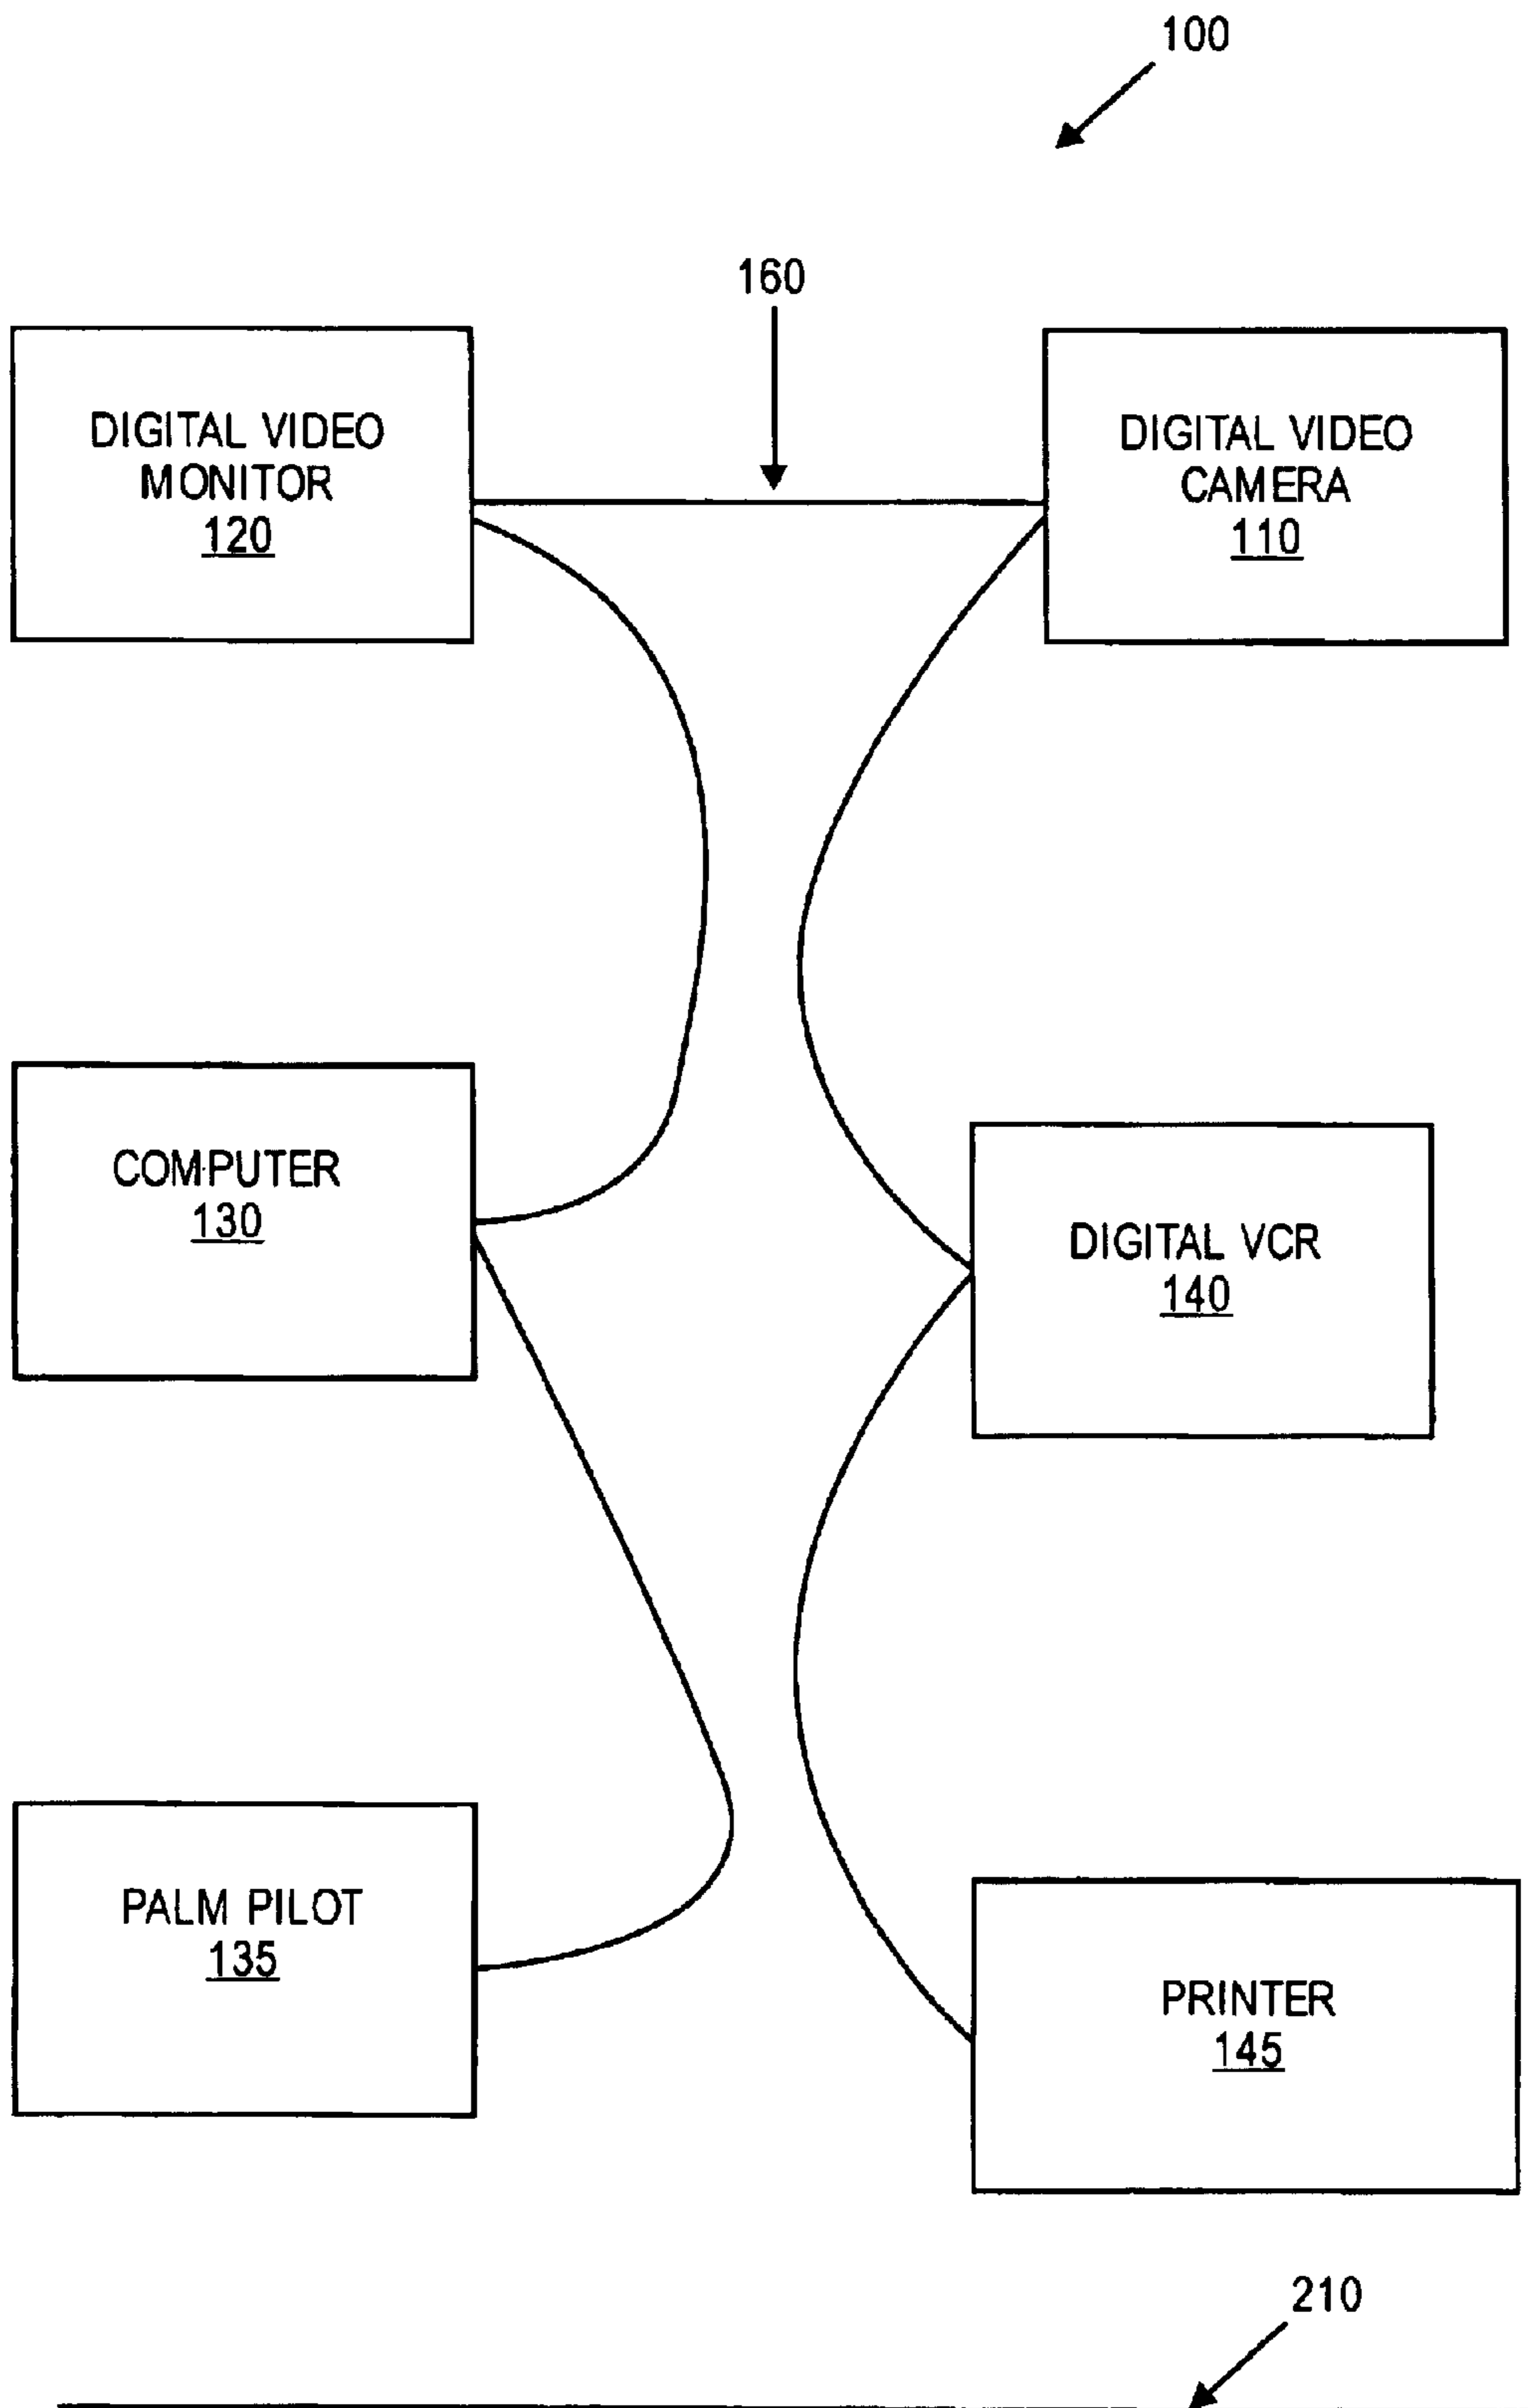 100
160
DIGITAL VIDEO
MONITOR
120
DIGITAL VIDEO
CAMERA
110
COMPUTER
130
DIGITAL VCR
140
PALM PILOT
135
PRINTER
145
210